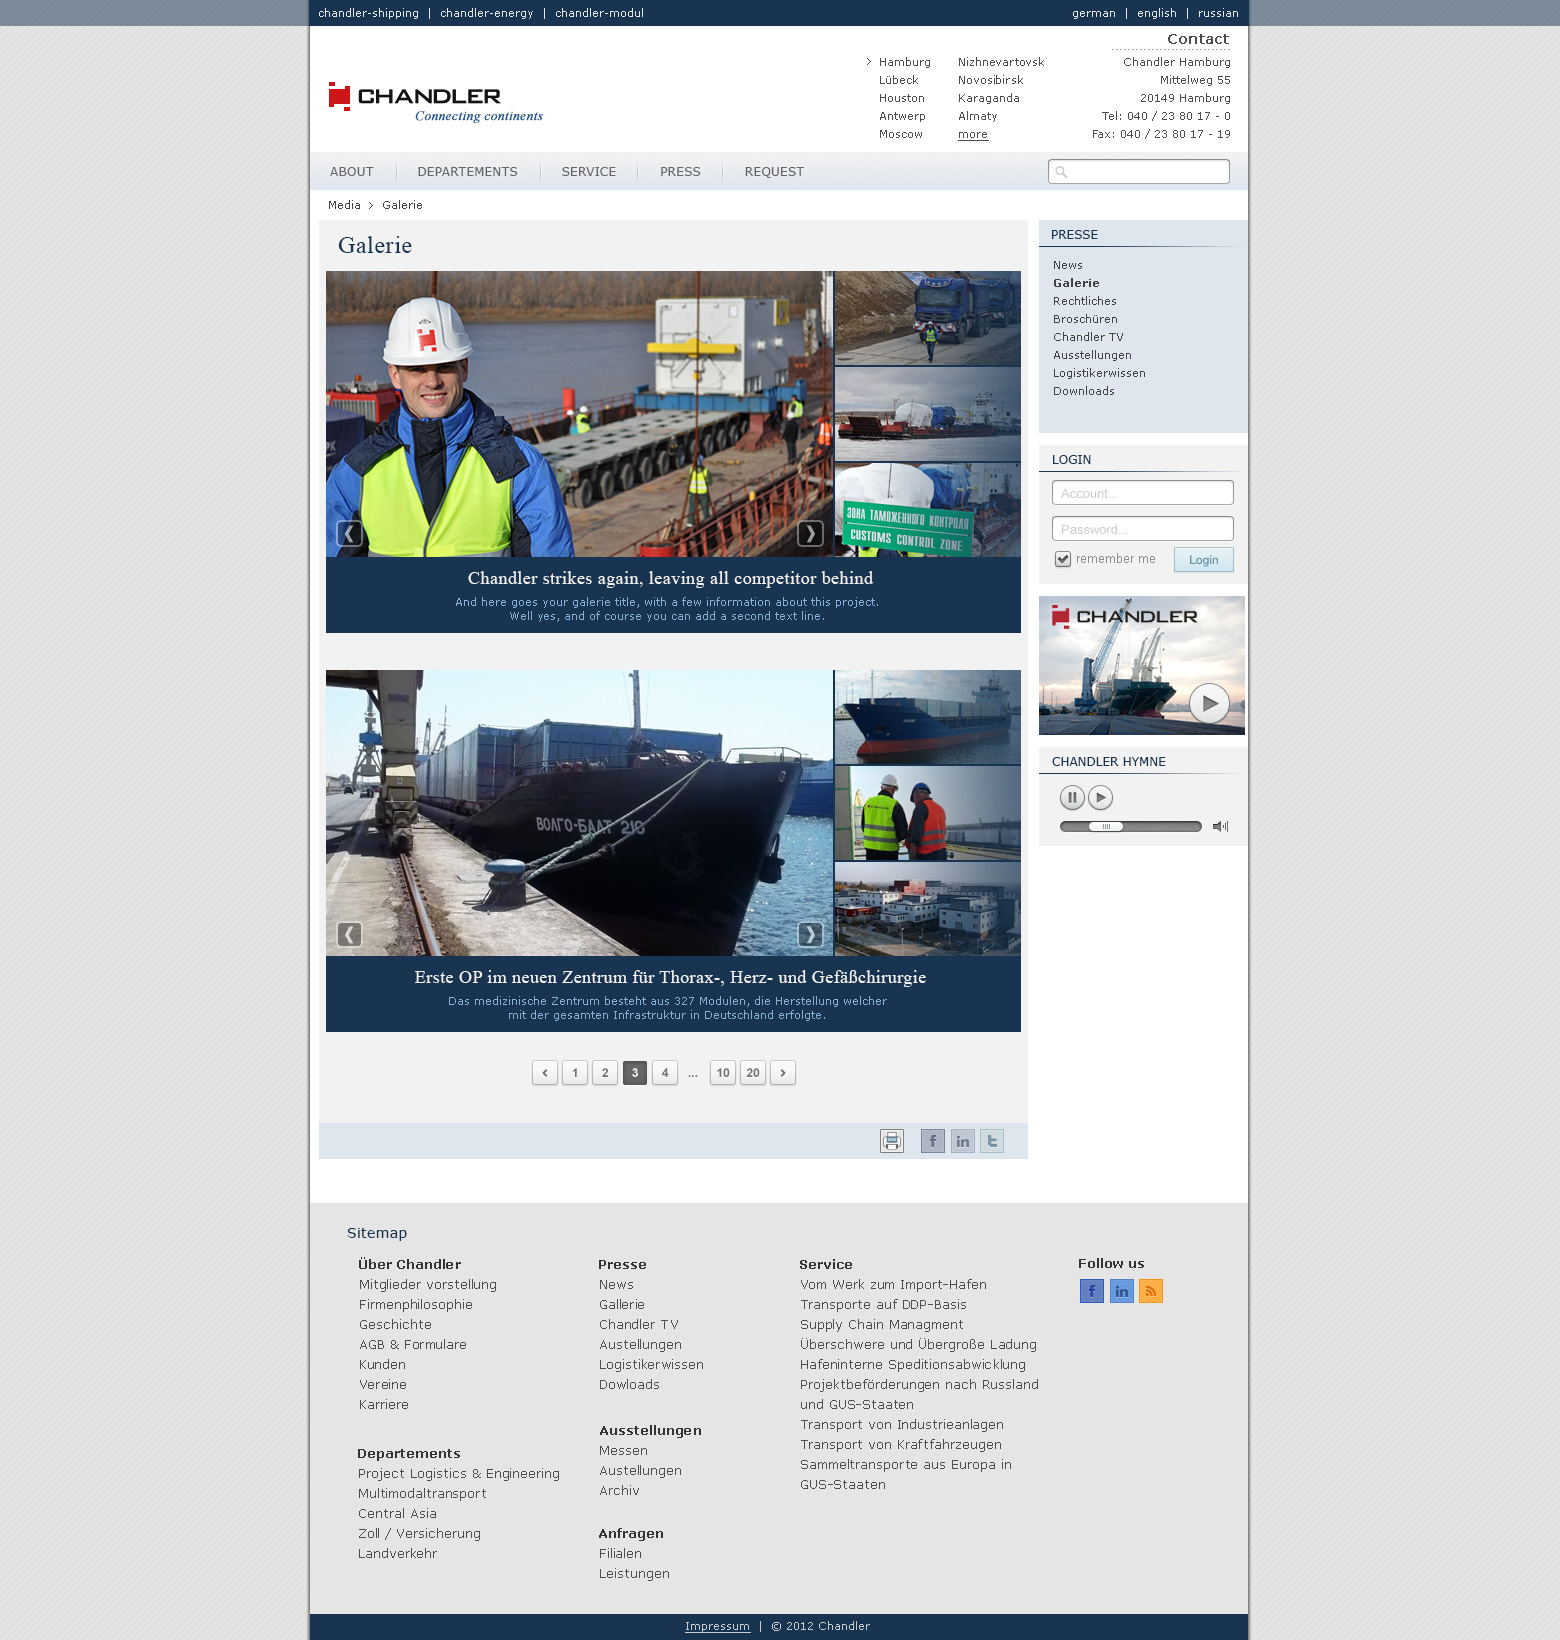 chandler-shipping | chandler-energy | chandler-modul
german | english | russian
Contact
Hamburg
Lübeck
Houston
Antwerp
Moscow
Nizhnevartovsk
Novosibirsk
Karaganda
Almaty
more
Chandler Hamburg
Mittelweg 55
20149 Hamburg
Tel: 040 / 23 80 17 - 0
Fax: 040 / 23 80 17 - 19
CHANDLER
Connecting continents
ABOUT
DEPARTEMENTS
SERVICE
PRESS
REQUEST
Media > Galerie
Galerie
ЗОНА ТАМОЖЕННОГО КОНТРОЛЯ
CUSTOMS CONTROL ZONE
Chandler strikes again, leaving all competitor behind
And here goes your galerie title, with a few information about this project.
Well yes, and of course you can add a second text line.
ВОЛГО-БАЛТ 210
Erste OP im neuen Zentrum für Thorax-, Herz- und Gefäßchirurgie
Das medizinische Zentrum besteht aus 327 Modulen, die Herstellung welcher
mit der gesamten Infrastruktur in Deutschland erfolgte.
‹ 1 2 3 4 ... 10 20 ›
PRESSE
News
Galerie
Rechtliches
Broschüren
Chandler TV
Ausstellungen
Logistikerwissen
Downloads
LOGIN
Account...
Password...
remember me
Login
CHANDLER
CHANDLER HYMNE
f in t
Sitemap
Über Chandler
Mitglieder vorstellung
Firmenphilosophie
Geschichte
AGB & Formulare
Kunden
Vereine
Karriere
Departements
Project Logistics & Engineering
Multimodaltransport
Central Asia
Zoll / Versicherung
Landverkehr
Presse
News
Gallerie
Chandler TV
Austellungen
Logistikerwissen
Dowloads
Ausstellungen
Messen
Austellungen
Archiv
Anfragen
Filialen
Leistungen
Service
Vom Werk zum Import-Hafen
Transporte auf DDP-Basis
Supply Chain Managment
Überschwere und Übergroße Ladung
Hafeninterne Speditionsabwicklung
Projektbeförderungen nach Russland
und GUS-Staaten
Transport von Industrieanlagen
Transport von Kraftfahrzeugen
Sammeltransporte aus Europa in
GUS-Staaten
Follow us
f in
Impressum | © 2012 Chandler